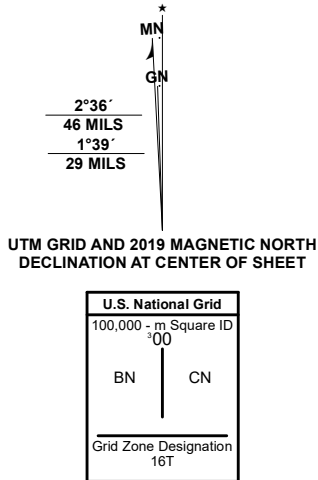 ★
MN
GN
2°36´
46 MILS
1°39´
29 MILS
UTM GRID AND 2019 MAGNETIC NORTH
DECLINATION AT CENTER OF SHEET
U.S. National Grid
100,000 - m Square ID
³00
BN CN
Grid Zone Designation
16T